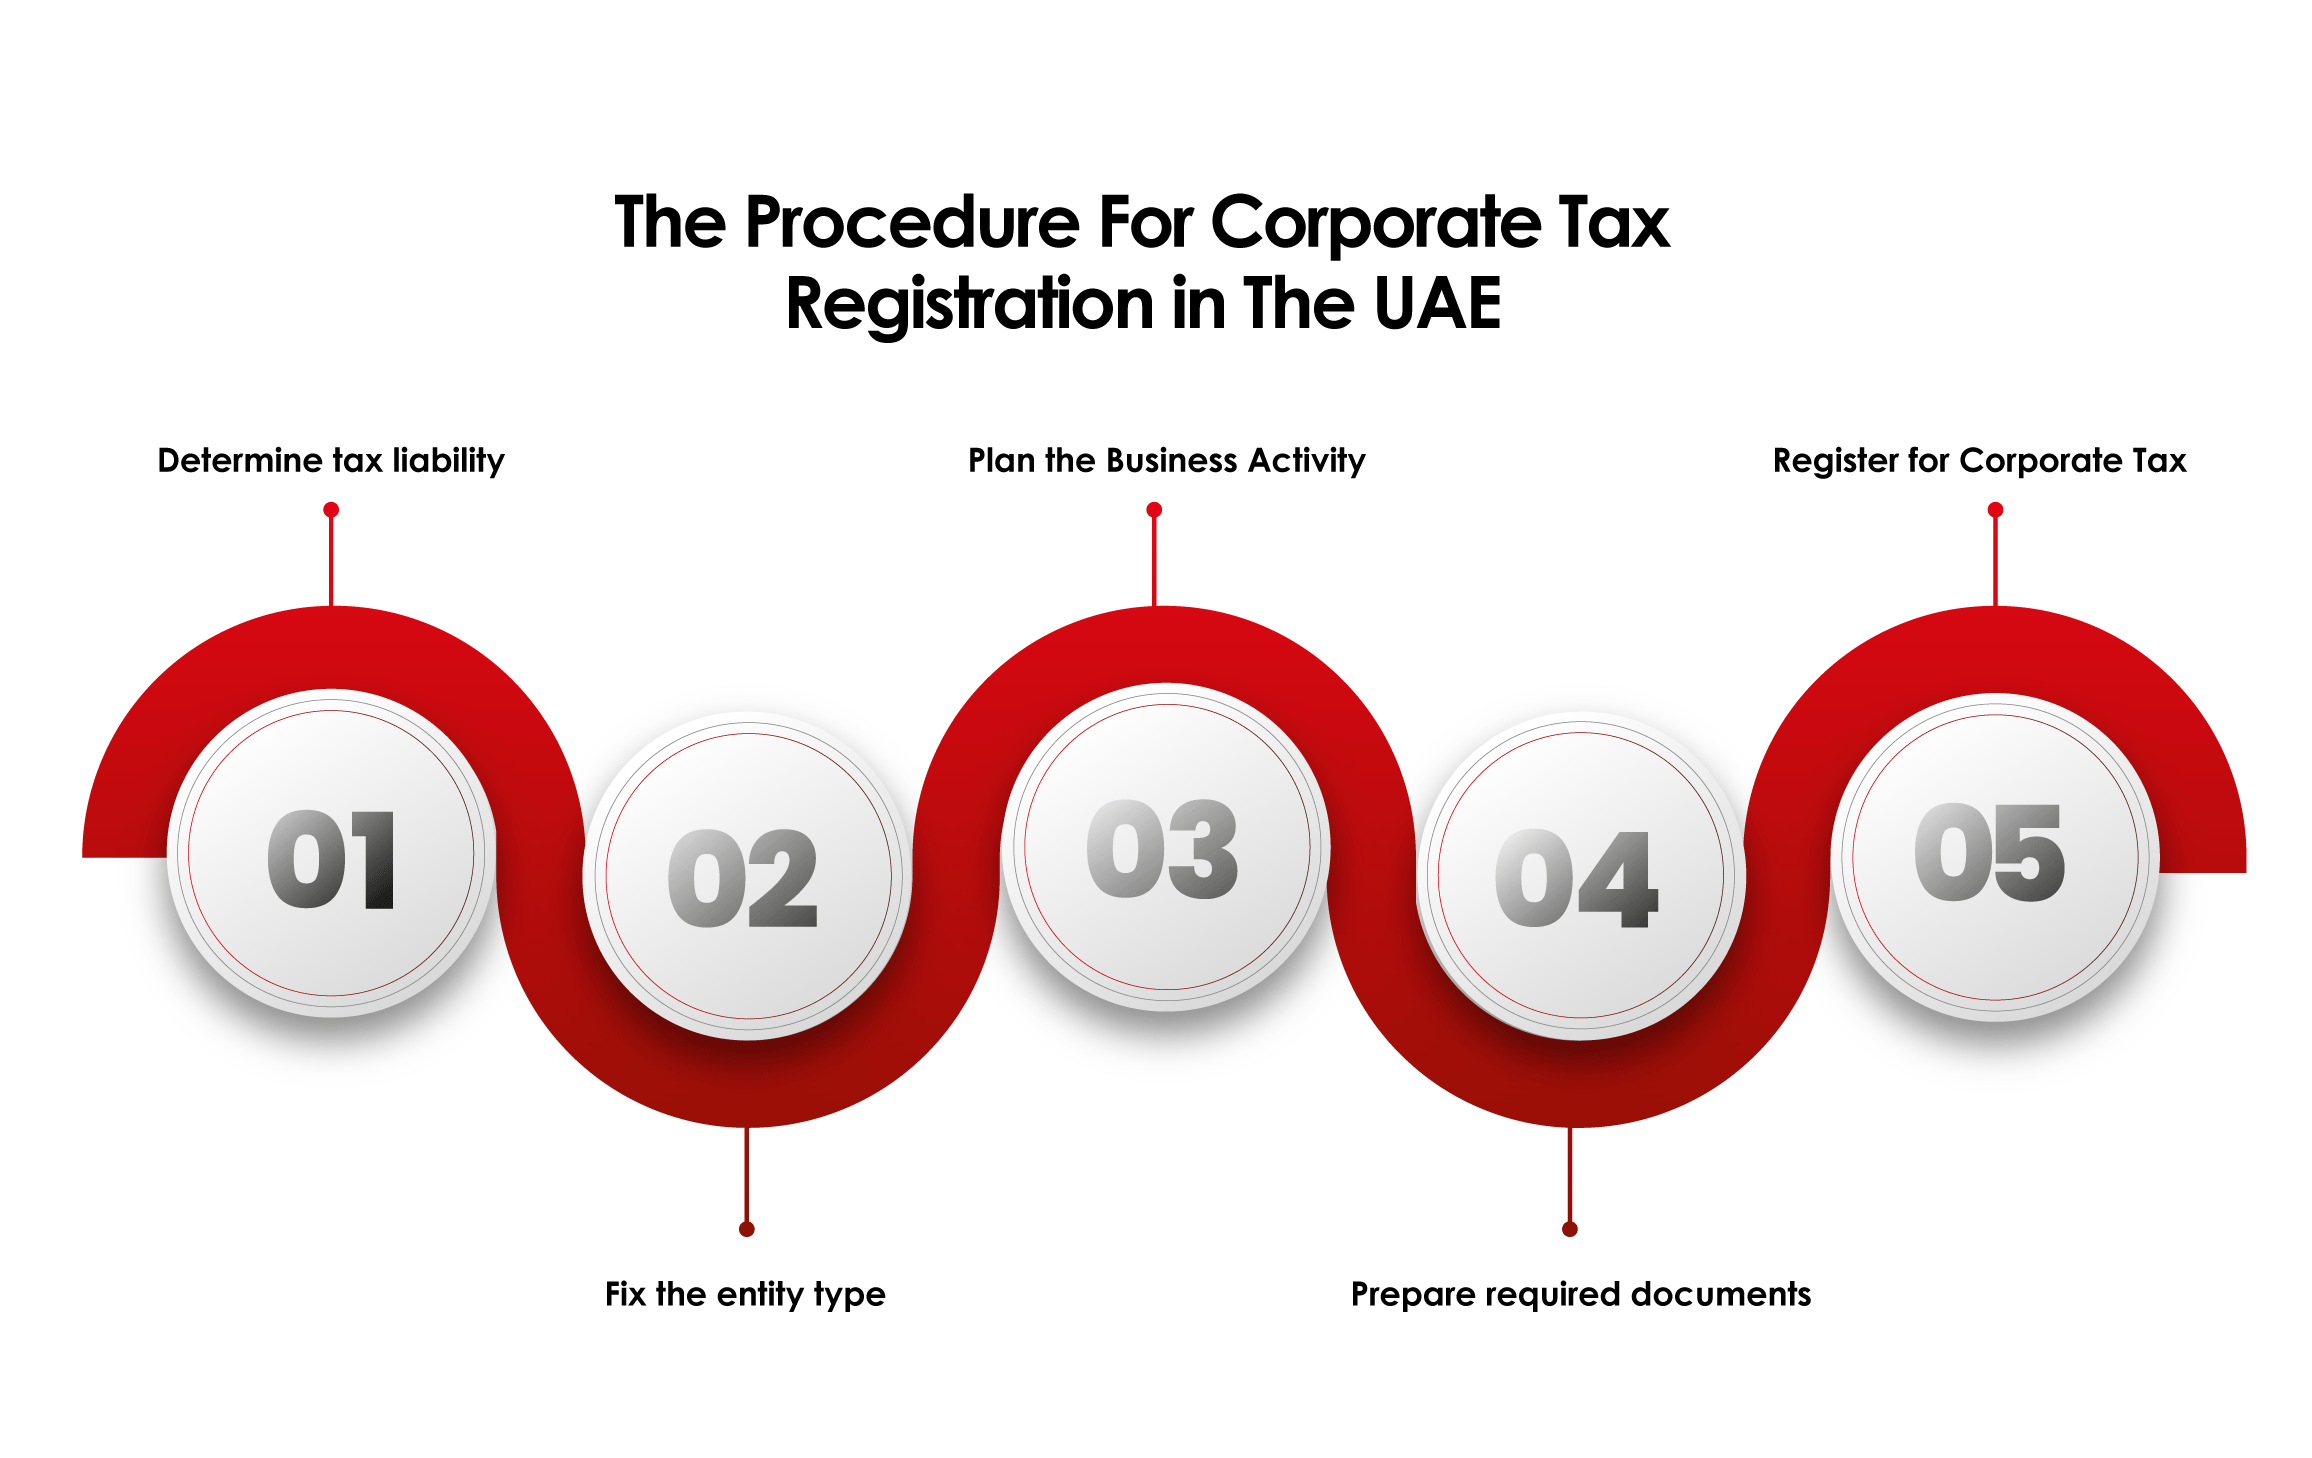 The Procedure For Corporate Tax
Registration in The UAE
Determine tax liability
Plan the Business Activity
Register for Corporate Tax
01
02
03
04
05
Fix the entity type
Prepare required documents